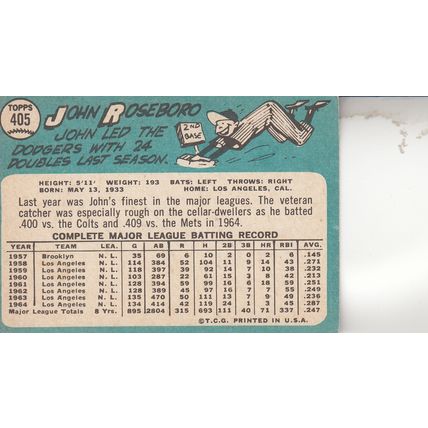 TOPPS
405
JOHN ROSEBORO
JOHN LED THE
DODGERS WITH 24
DOUBLES LAST SEASON.
2ND
BASE
HEIGHT: 5'11" WEIGHT: 193 BATS: LEFT THROWS: RIGHT
BORN: MAY 13, 1933 HOME: LOS ANGELES, CAL.
Last year was John's finest in the major leagues. The veteran
catcher was especially rough on the cellar-dwellers as he batted
.400 vs. the Colts and .409 vs. the Mets in 1964.
COMPLETE MAJOR LEAGUE BATTING RECORD
YEAR TEAM LEA. G AB R H 2B 3B HR RBI AVG.
1957 Brooklyn N.L. 35 69 6 10 2 0 2 6 .145
1958 Los Angeles N.L. 114 384 52 104 11 9 14 43 .271
1959 Los Angeles N.L. 118 397 39 92 14 7 10 38 .232
1960 Los Angeles N.L. 103 287 22 61 15 3 8 42 .213
1961 Los Angeles N.L. 128 394 59 99 16 6 18 59 .251
1962 Los Angeles N.L. 128 389 45 97 16 7 7 55 .249
1963 Los Angeles N.L. 135 470 50 111 13 7 9 49 .236
1964 Los Angeles N.L. 134 414 42 119 24 1 3 45 .287
Major League Totals 8 Yrs. 895 2804 315 693 111 40 71 337 .247
©T.C.G. PRINTED IN U.S.A.